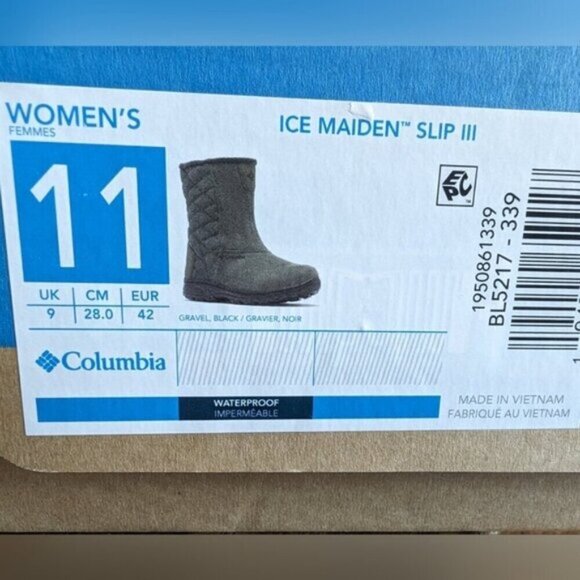 WOMEN'S
FEMMES
ICE MAIDEN™ SLIP III
11
EPC
UK CM EUR
9 28.0 42
GRAVEL, BLACK / GRAVIER, NOIR
Columbia
WATERPROOF
IMPERMÉABLE
1950861339
BL5217 - 339
MADE IN VIETNAM
FABRIQUÉ AU VIETNAM